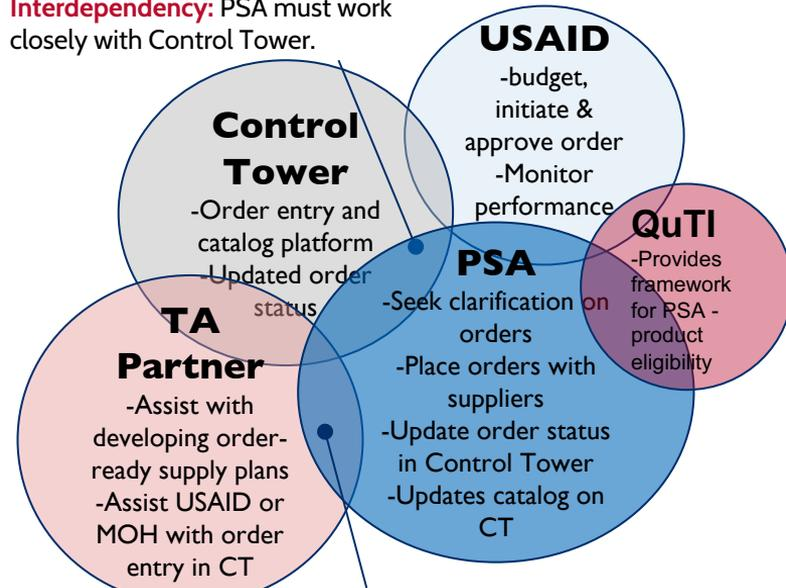 Interdependency: PSA must work
closely with Control Tower.
USAID
-budget,
initiate &
approve order
-Monitor
performance
Control
Tower
-Order entry and
catalog platform
-Updated order
status
QuTI
-Provides
framework
for PSA -
product
eligibility
PSA
-Seek clarification on
orders
-Place orders with
suppliers
-Update order status
in Control Tower
-Updates catalog on
CT
TA
Partner
-Assist with
developing order-
ready supply plans
-Assist USAID or
MOH with order
entry in CT